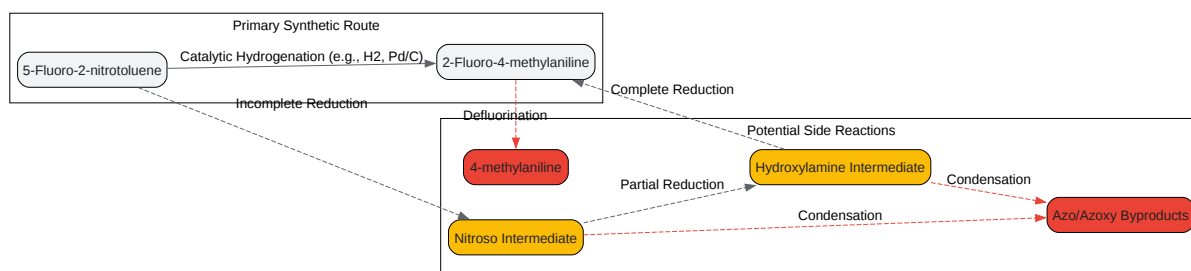 Primary Synthetic Route
5-Fluoro-2-nitrotoluene
Catalytic Hydrogenation (e.g., H2, Pd/C)
2-Fluoro-4-methylaniline
Incomplete Reduction
Complete Reduction
Defluorination
Potential Side Reactions
4-methylaniline
Hydroxylamine Intermediate
Partial Reduction
Condensation
Condensation
Azo/Azoxy Byproducts
Nitroso Intermediate